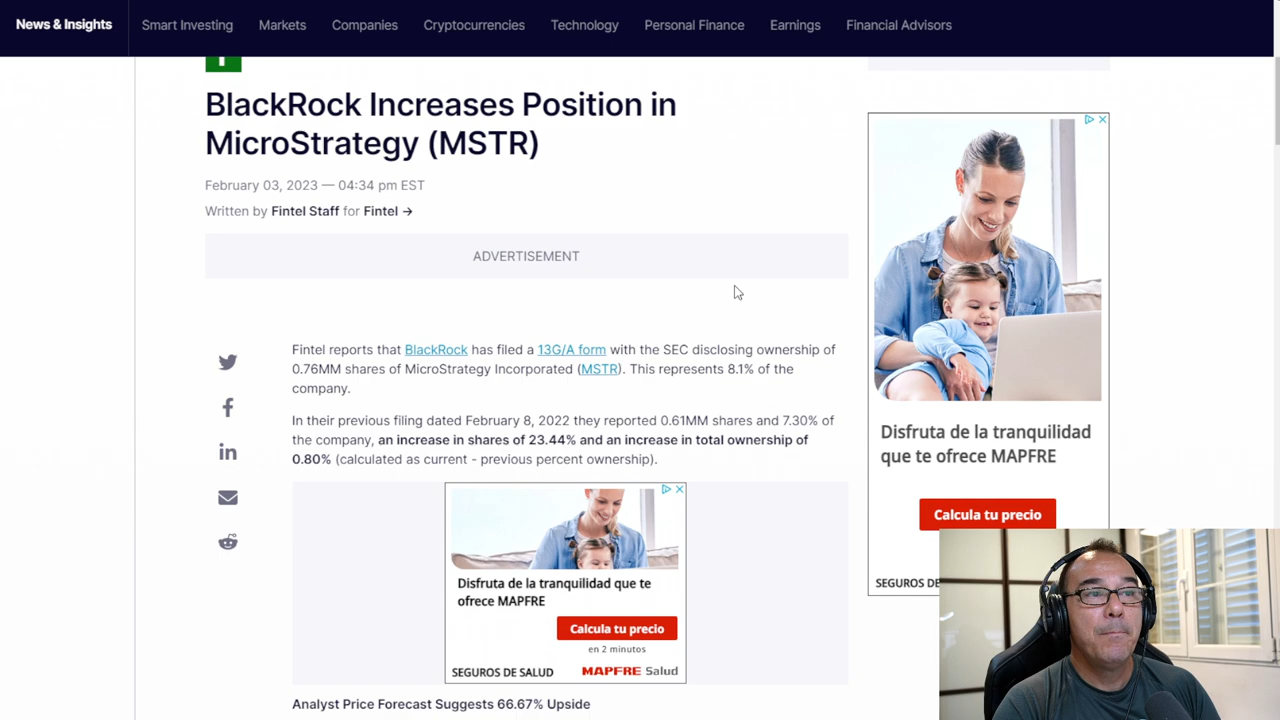 News & Insights
Smart Investing
Markets
Companies
Cryptocurrencies
Technology
Personal Finance
Earnings
Financial Advisors
BlackRock Increases Position in
MicroStrategy (MSTR)
February 03, 2023 — 04:34 pm EST
Written by Fintel Staff for Fintel →
ADVERTISEMENT
Fintel reports that BlackRock has filed a 13G/A form with the SEC disclosing ownership of
0.76MM shares of MicroStrategy Incorporated (MSTR). This represents 8.1% of the
company.
In their previous filing dated February 8, 2022 they reported 0.61MM shares and 7.30% of
the company, an increase in shares of 23.44% and an increase in total ownership of
0.80% (calculated as current - previous percent ownership).
Disfruta de la tranquilidad que te
ofrece MAPFRE
Calcula tu precio
en 2 minutos
SEGUROS DE SALUD
MAPFRE Salud
Analyst Price Forecast Suggests 66.67% Upside
Disfruta de la tranquilidad
que te ofrece MAPFRE
Calcula tu precio
SEGUROS DE